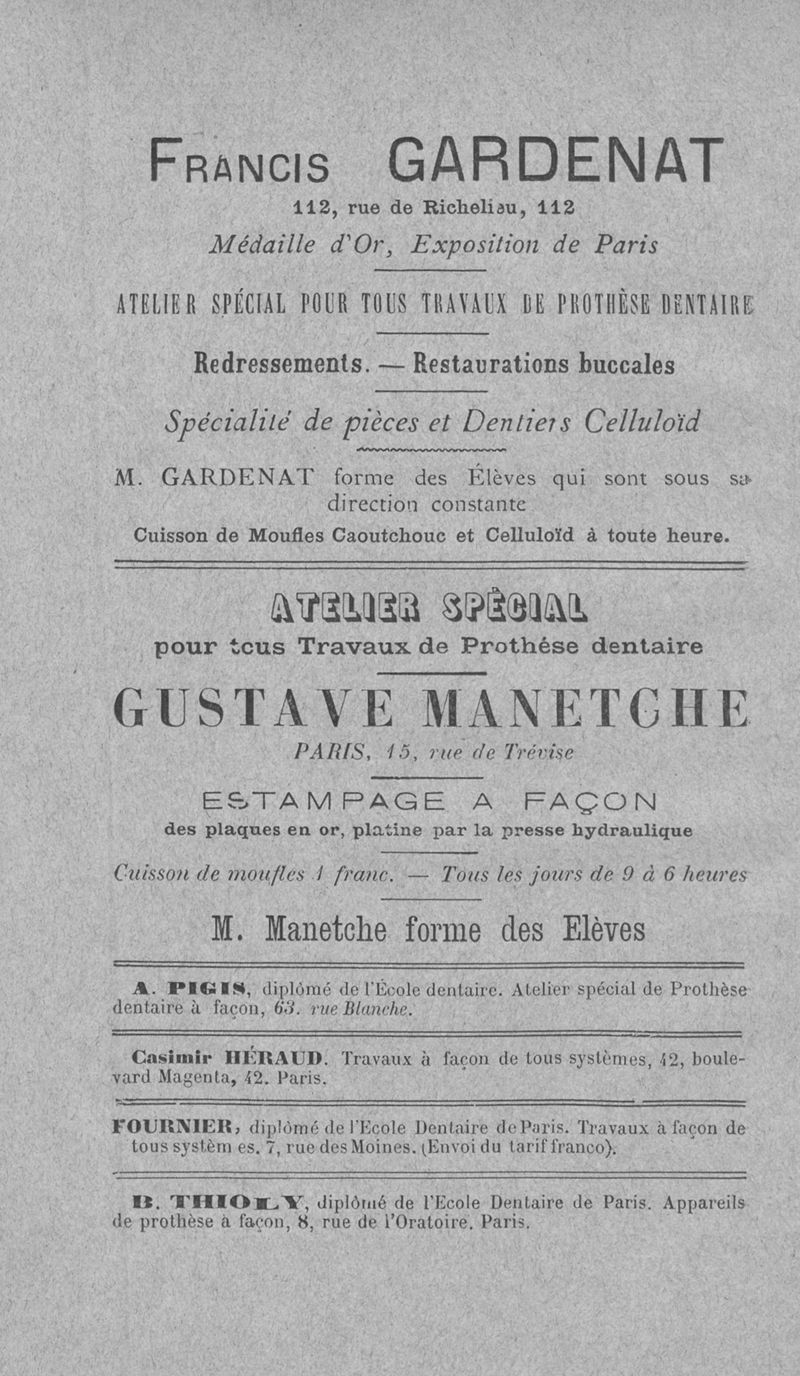 FRANCIS GARDENAT
112, rue de Richelieu, 112
Médaille d'Or, Exposition de Paris
ATELIER SPÉCIAL POUR TOUS TRAVAUX DE PROTHÈSE DENTAIRE
Redressements. — Restaurations buccales
Spécialité de pièces et Dentiers Celluloïd
M. GARDENAT forme des Élèves qui sont sous sa
direction constante
Cuisson de Moufles Caoutchouc et Celluloïd à toute heure.
ATELIER SPÈCIAL
pour tcus Travaux de Prothése dentaire
GUSTAVE MANETCHE
PARIS, 15, rue de Trévise
ESTAMPAGE A FAÇON
des plaques en or, platine par la presse hydraulique
Cuisson de moufles 1 franc. — Tous les jours de 9 à 6 heures
M. Manetche forme des Elèves
A. PIGIS, diplômé de l'École dentaire. Atelier spécial de Prothèse
dentaire à façon, 63. rue Blanche.
Casimir HÉRAUD. Travaux à façon de tous systèmes, 42, boule-
vard Magenta, 42. Paris.
FOURNIER, diplômé de l'Ecole Dentaire de Paris. Travaux à façon de
tous systèm es. 7, rue des Moines. (Envoi du tarif franco).
B. THIOLY, diplômé de l'Ecole Dentaire de Paris. Appareils
de prothèse à façon, 8, rue de l'Oratoire. Paris.